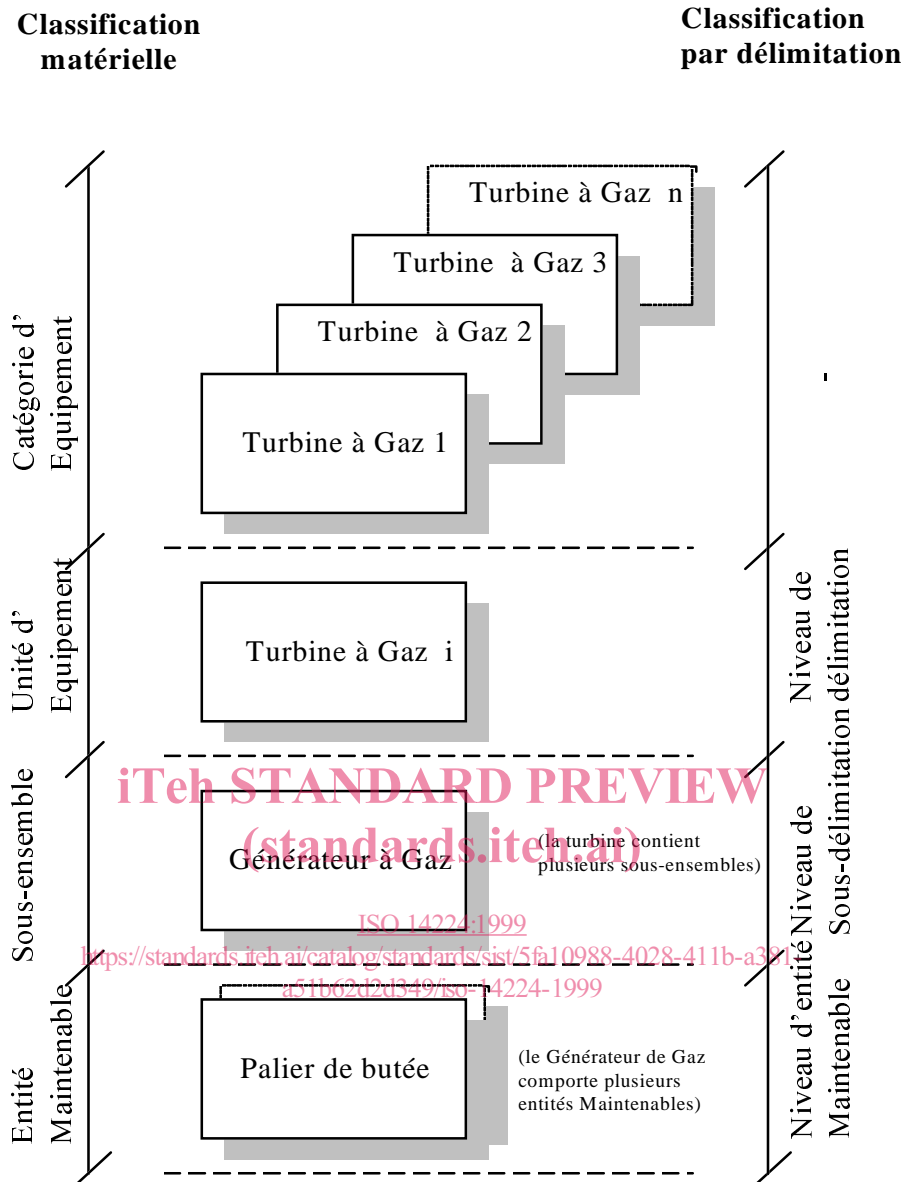 Classification
matérielle
Classification
par délimitation
Catégorie d’
Equipement
Turbine à Gaz n
Turbine à Gaz 3
Turbine à Gaz 2
Turbine à Gaz 1
-
Unité d’
Equipement
Turbine à Gaz i
Niveau de
délimitation
Sous-ensemble
iTeh STANDARD PREVIEW
(standards.iteh.ai)
Générateur à Gaz
(la turbine contient
plusieurs sous-ensembles)
Niveau de
Sous-délimitation
ISO 14224:1999
https://standards.iteh.ai/catalog/standards/sist/5fa10988-4028-411b-a381-
a51b62d2d349/iso-14224-1999
Entité
Maintenable
Palier de butée
(le Générateur de Gaz
comporte plusieurs
entités Maintenables)
Niveau d’entité
Maintenable